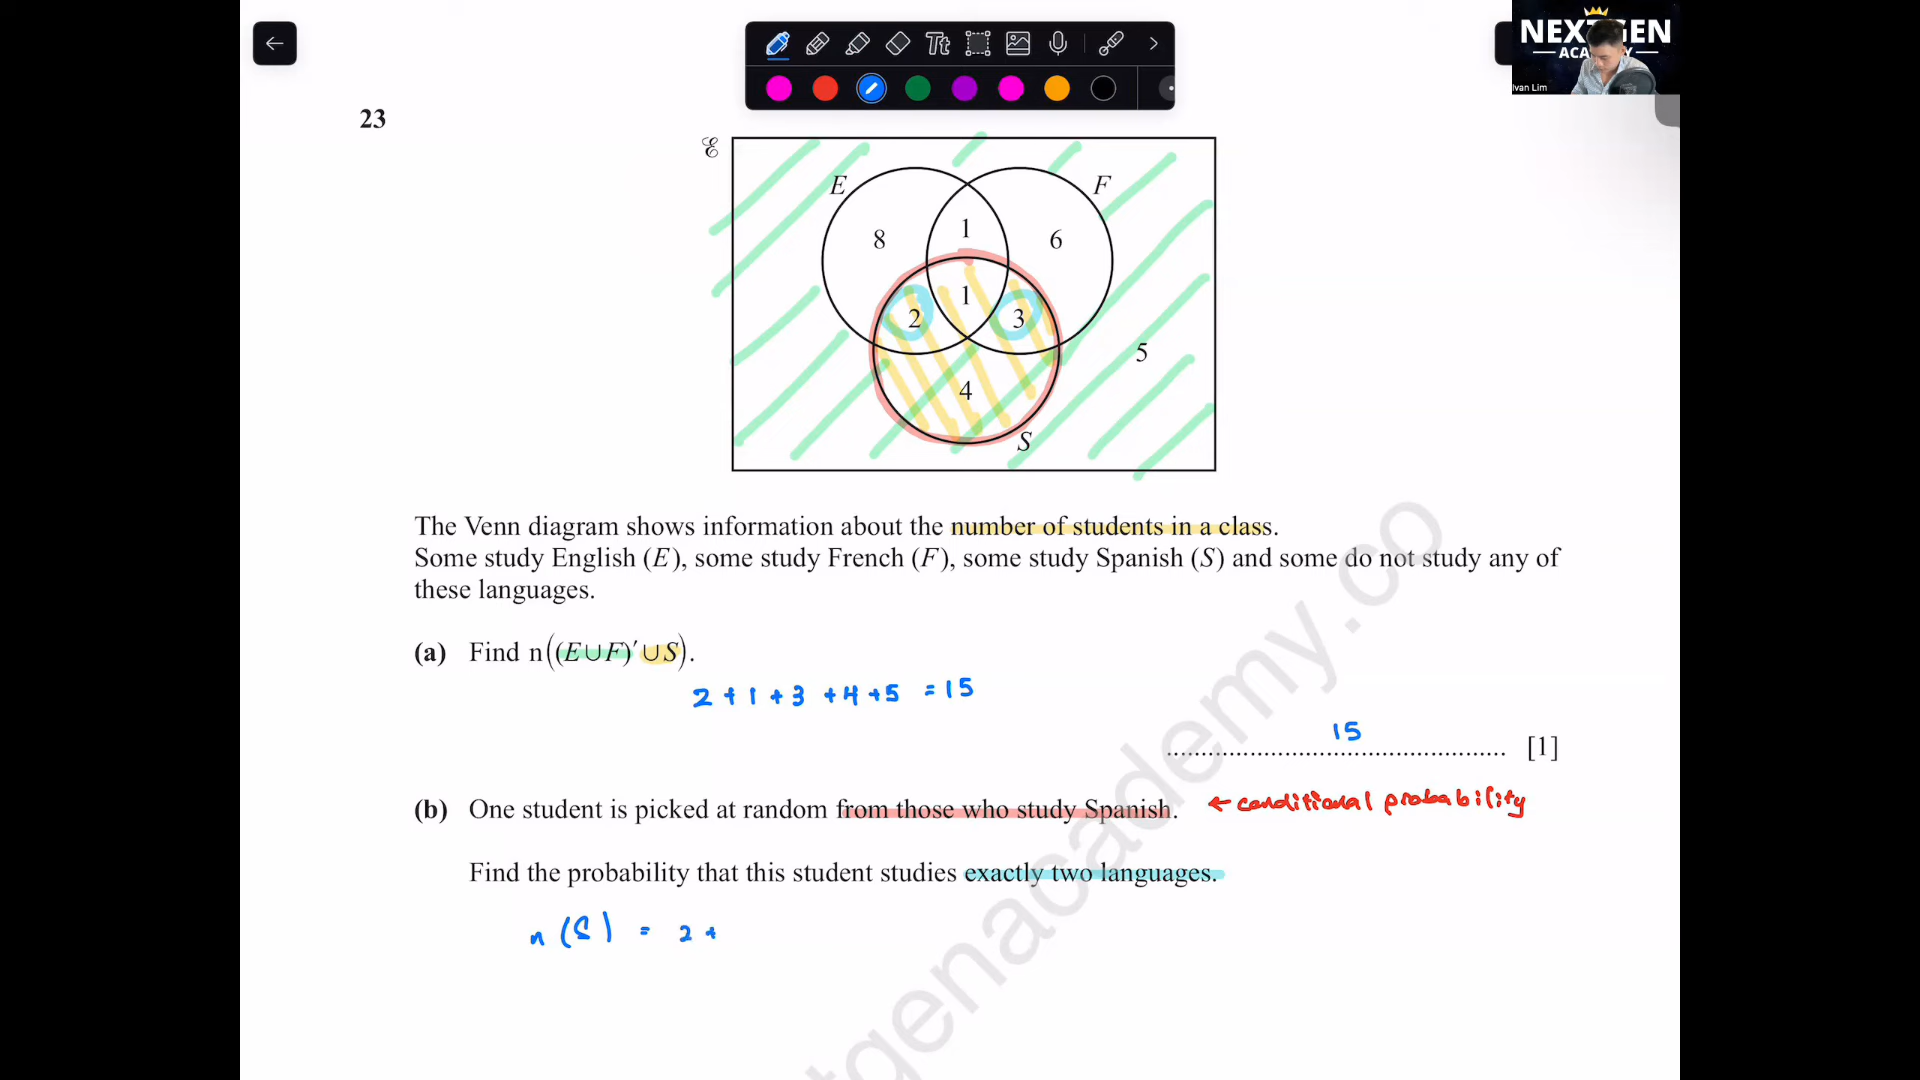 Tt
NEXTGEN
ACADEMY
Ivan Lim
23
ℰ
E
F
8
1
6
1
2
3
5
4
S
The Venn diagram shows information about the number of students in a class.
Some study English (E), some study French (F), some study Spanish (S) and some do not study any of
these languages.
(a) Find n((E∪F)′∪S).
2 + 1 + 3 + 4 + 5 = 15
15
.................................................. [1]
(b) One student is picked at random from those who study Spanish. ← conditional probability
Find the probability that this student studies exactly two languages.
n (S) = 2 +
tgenacademy.co